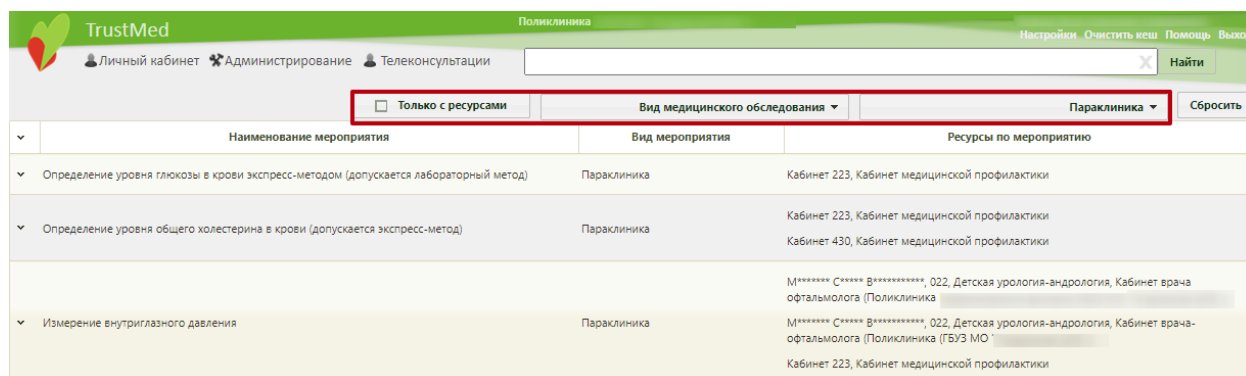 Поликлиника
TrustMed
Настройки Очистить кеш Помощь Выхо
Личный кабинет Администрирование Телеконсультации
X Найти
Только с ресурсами Вид медицинского обследования Параклиника Сбросить
Наименование мероприятия Вид мероприятия Ресурсы по мероприятию
Определение уровня глюкозы в крови экспресс-методом (допускается лабораторный метод) Параклиника Кабинет 223, Кабинет медицинской профилактики
Кабинет 223, Кабинет медицинской профилактики
Определение уровня общего холестерина в крови (допускается экспресс-метод) Параклиника
Кабинет 430, Кабинет медицинской профилактики
М******* С***** В***********, 022, Детская урология-андрология, Кабинет врача
офтальмолога (Поликлиника
Измерение внутриглазного давления Параклиника М******* С***** В***********, 022, Детская урология-андрология, Кабинет врача-
офтальмолога (Поликлиника (ГБУЗ МО
Кабинет 223, Кабинет медицинской профилактики